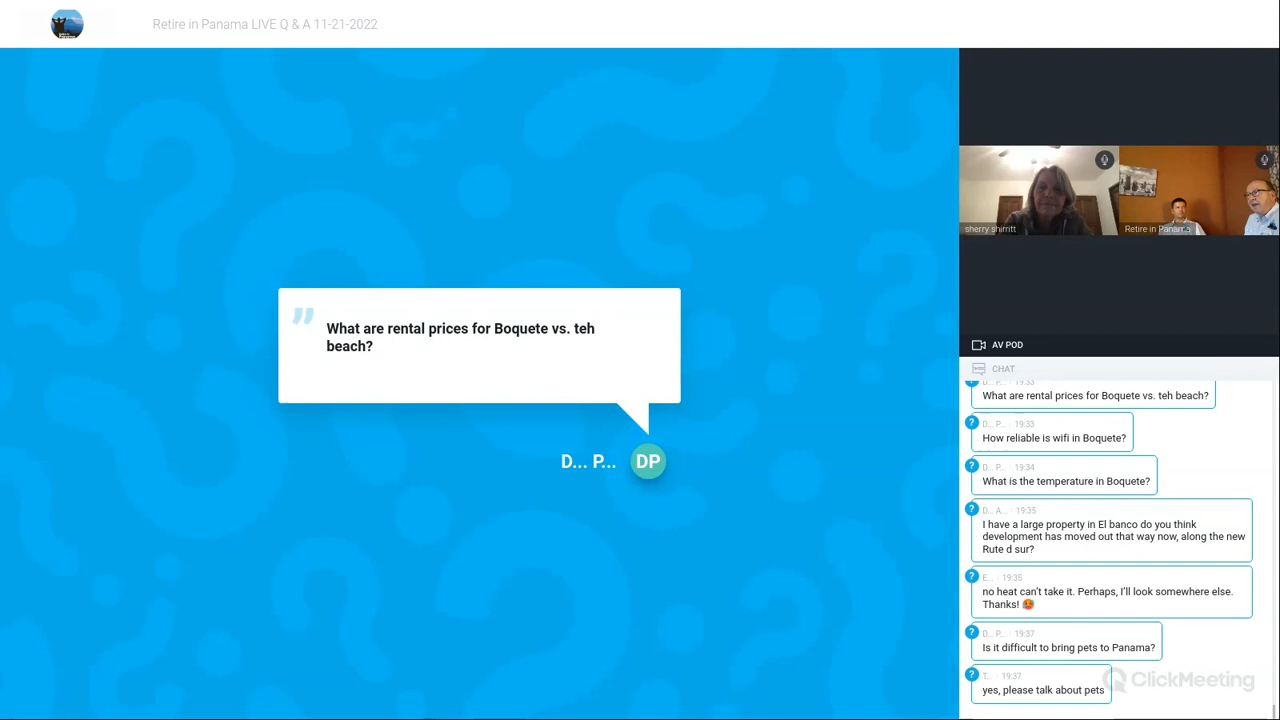 Retire in Panama LIVE Q & A 11-21-2022
What are rental prices for Boquete vs. teh
beach?
D... P...
DP
sherry shirritt
Retire in Panama
AV POD
CHAT
D... P... · 19:33
What are rental prices for Boquete vs. teh beach?
D... P... · 19:33
How reliable is wifi in Boquete?
D... P... · 19:34
What is the temperature in Boquete?
D... A... · 19:35
I have a large property in El banco do you think
development has moved out that way now, along the new
Rute d sur?
E... · 19:35
no heat can't take it. Perhaps, I'll look somewhere else.
Thanks! 🥵
D... P... · 19:37
Is it difficult to bring pets to Panama?
T... · 19:37
yes, please talk about pets
ClickMeeting